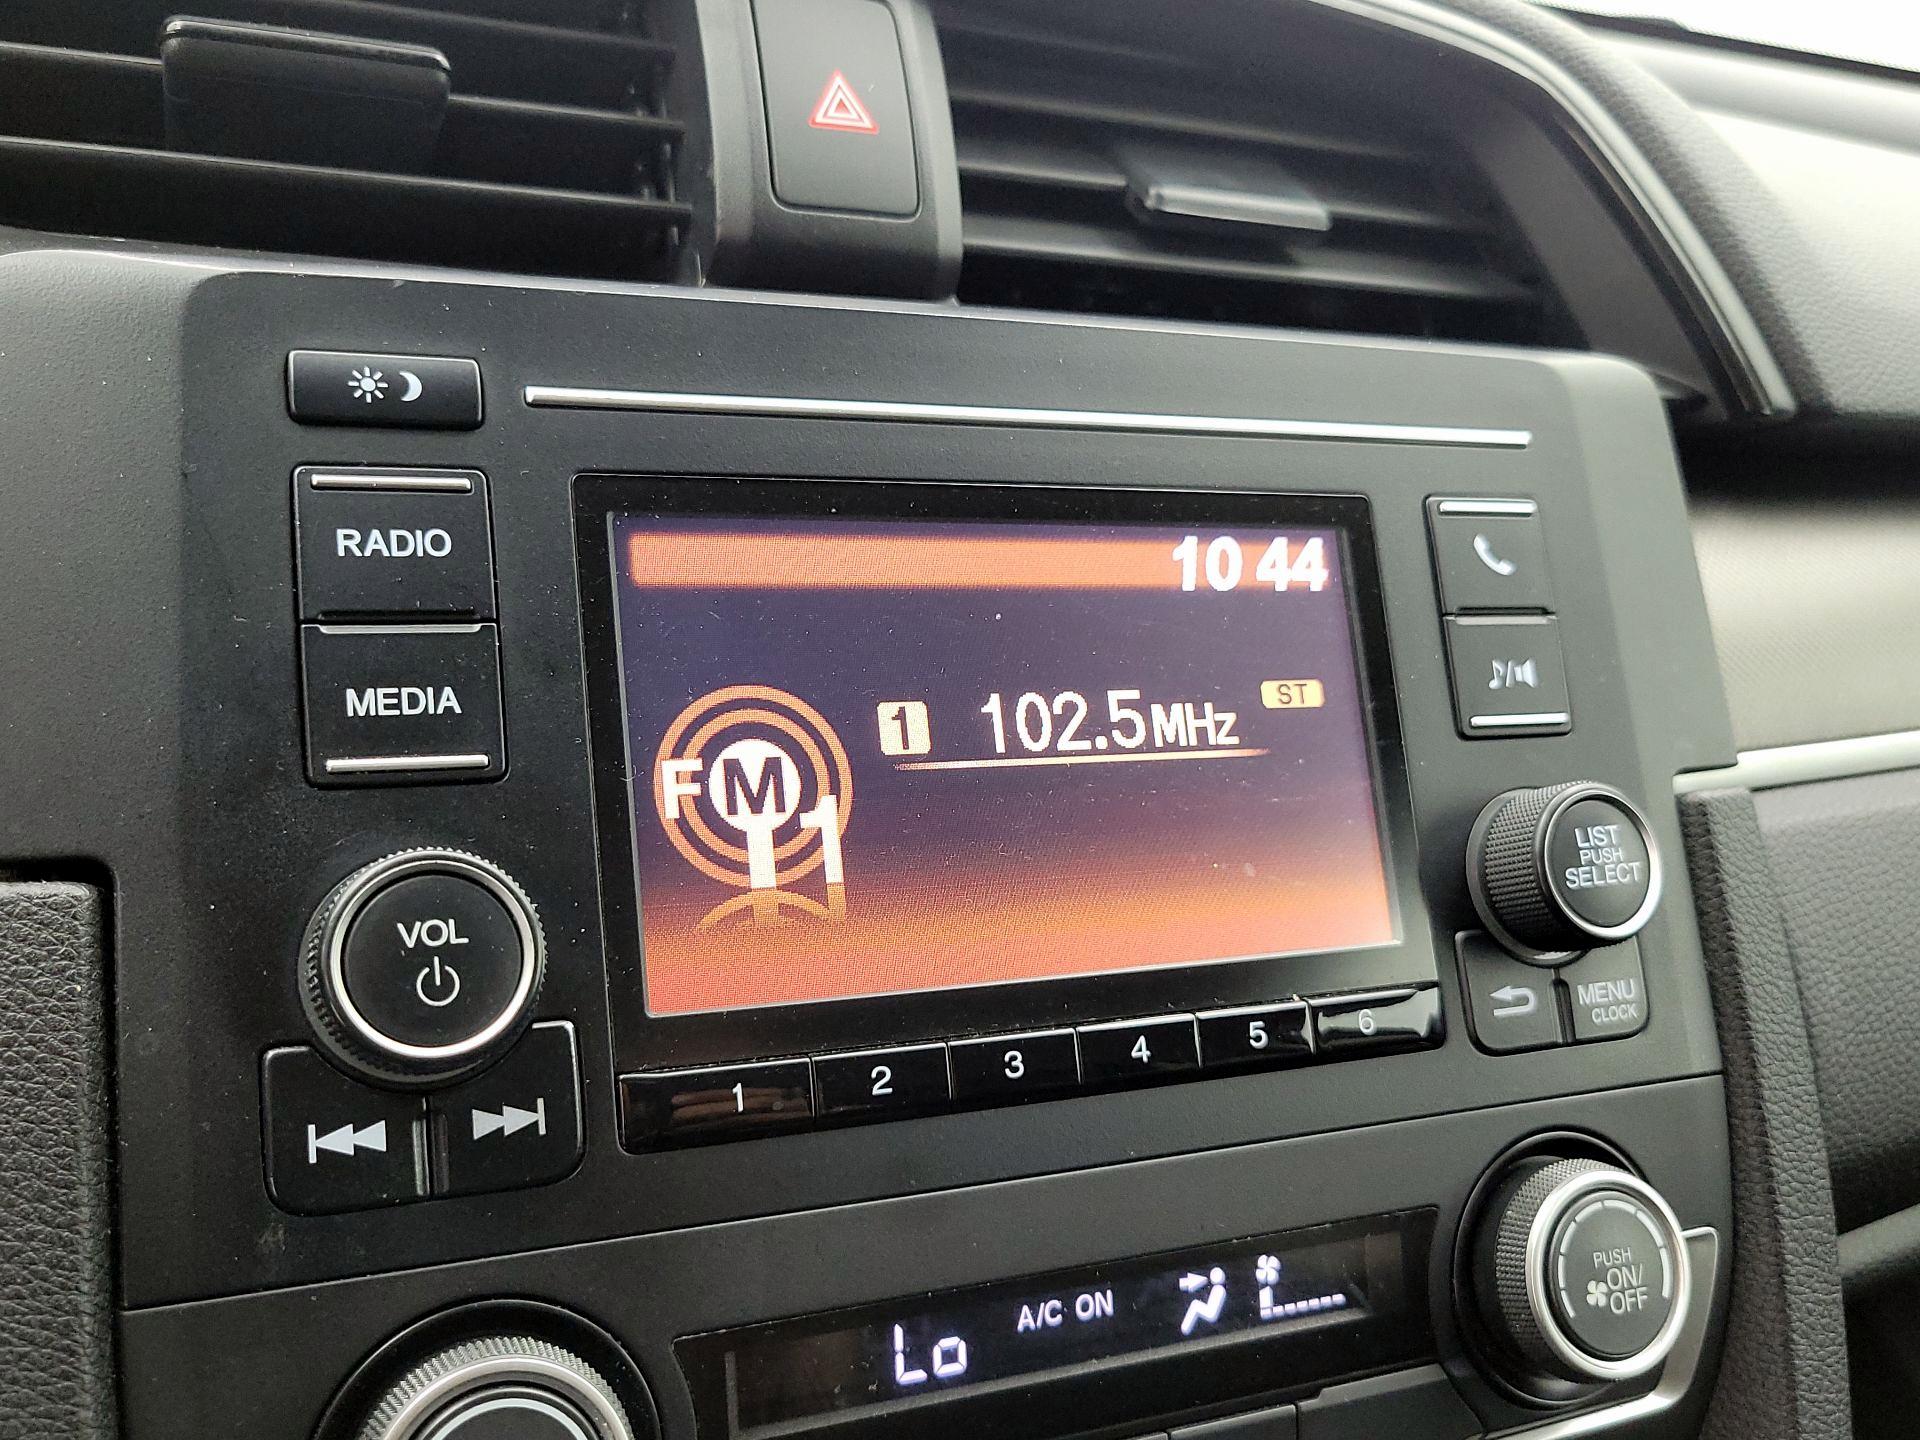 RADIO
MEDIA
VOL
10 44
1 102.5MHz ST
FM
1
1 2 3 4 5 6
LIST
PUSH
SELECT
MENU
CLOCK
Lo A/C ON
PUSH
ON/
OFF